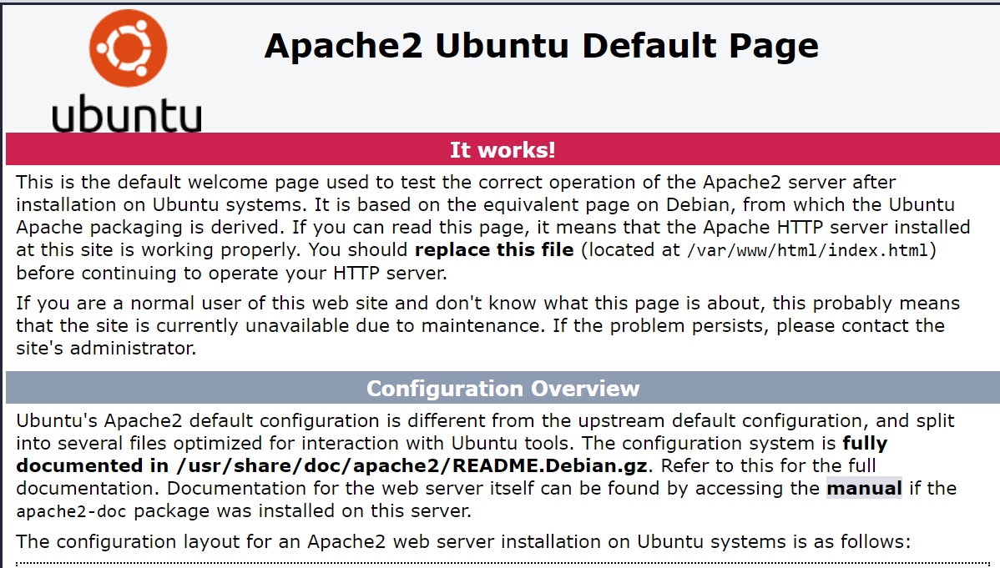 Apache2 Ubuntu Default Page
ubuntu
It works!
This is the default welcome page used to test the correct operation of the Apache2 server after
installation on Ubuntu systems. It is based on the equivalent page on Debian, from which the Ubuntu
Apache packaging is derived. If you can read this page, it means that the Apache HTTP server installed
at this site is working properly. You should replace this file (located at /var/www/html/index.html)
before continuing to operate your HTTP server.
If you are a normal user of this web site and don't know what this page is about, this probably means
that the site is currently unavailable due to maintenance. If the problem persists, please contact the
site's administrator.
Configuration Overview
Ubuntu's Apache2 default configuration is different from the upstream default configuration, and split
into several files optimized for interaction with Ubuntu tools. The configuration system is fully
documented in /usr/share/doc/apache2/README.Debian.gz. Refer to this for the full
documentation. Documentation for the web server itself can be found by accessing the manual if the
apache2-doc package was installed on this server.
The configuration layout for an Apache2 web server installation on Ubuntu systems is as follows: